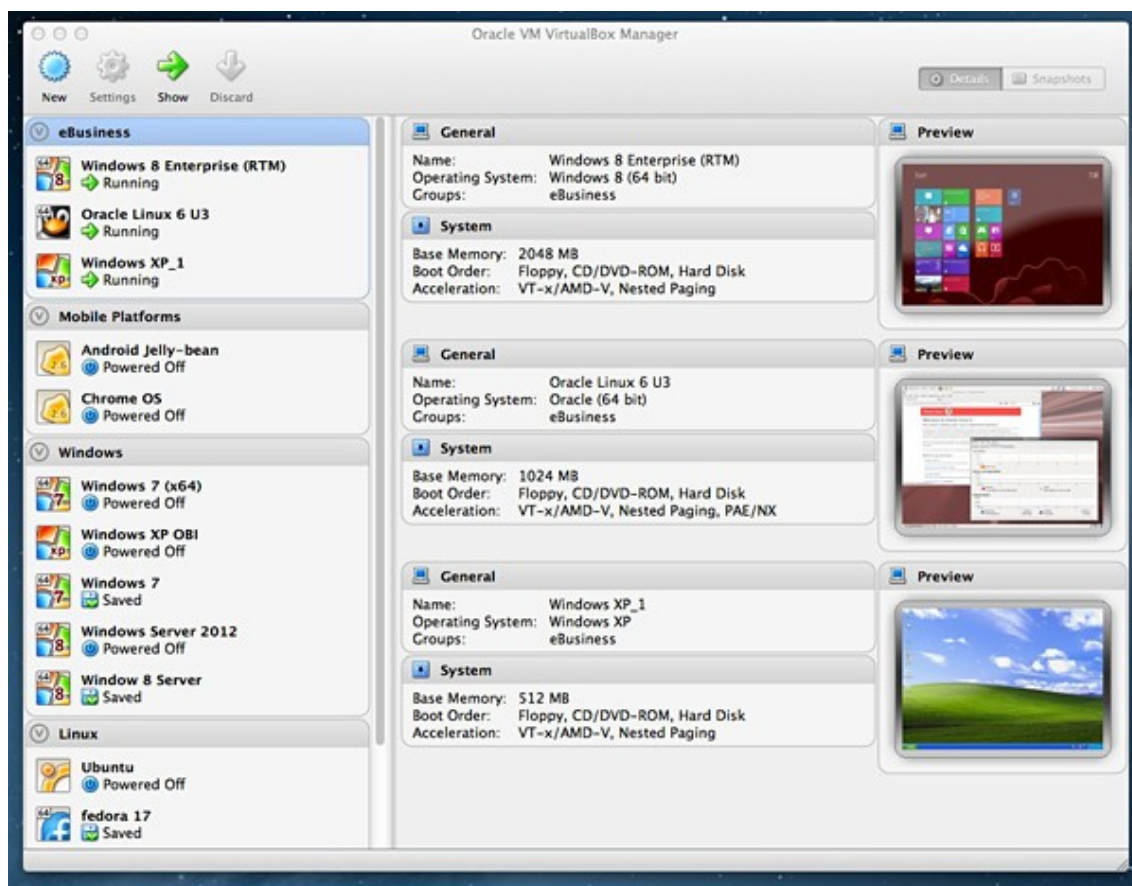 Oracle VM VirtualBox Manager
New Settings Show Discard
Details Snapshots
eBusiness
Windows 8 Enterprise (RTM)
Running
Oracle Linux 6 U3
Running
Windows XP_1
Running
Mobile Platforms
Android Jelly-bean
Powered Off
Chrome OS
Powered Off
Windows
Windows 7 (x64)
Powered Off
Windows XP OBI
Powered Off
Windows 7
Saved
Windows Server 2012
Powered Off
Window 8 Server
Saved
Linux
Ubuntu
Powered Off
fedora 17
Saved
General
Name: Windows 8 Enterprise (RTM)
Operating System: Windows 8 (64 bit)
Groups: eBusiness
System
Base Memory: 2048 MB
Boot Order: Floppy, CD/DVD-ROM, Hard Disk
Acceleration: VT-x/AMD-V, Nested Paging
Preview
Start
General
Name: Oracle Linux 6 U3
Operating System: Oracle (64 bit)
Groups: eBusiness
System
Base Memory: 1024 MB
Boot Order: Floppy, CD/DVD-ROM, Hard Disk
Acceleration: VT-x/AMD-V, Nested Paging, PAE/NX
Preview
General
Name: Windows XP_1
Operating System: Windows XP
Groups: eBusiness
System
Base Memory: 512 MB
Boot Order: Floppy, CD/DVD-ROM, Hard Disk
Acceleration: VT-x/AMD-V, Nested Paging
Preview